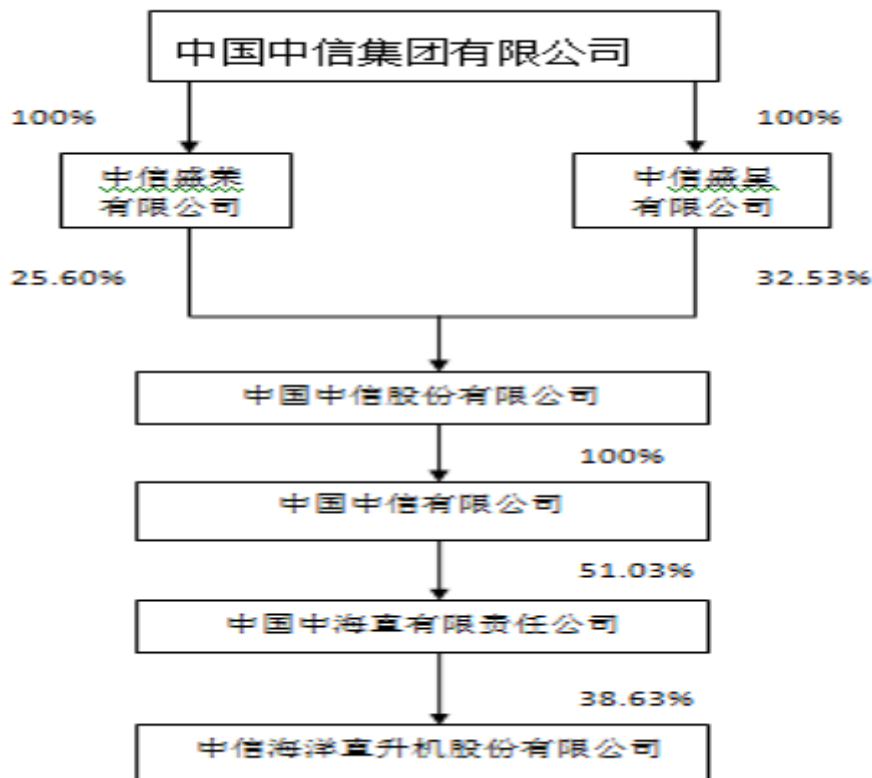 中国中信集团有限公司
100%
100%
中信盛荣
有限公司
中信盛星
有限公司
25.60%
32.53%
中国中信股份有限公司
100%
中国中信有限公司
51.03%
中国中海直有限责任公司
38.63%
中信海洋直升机股份有限公司